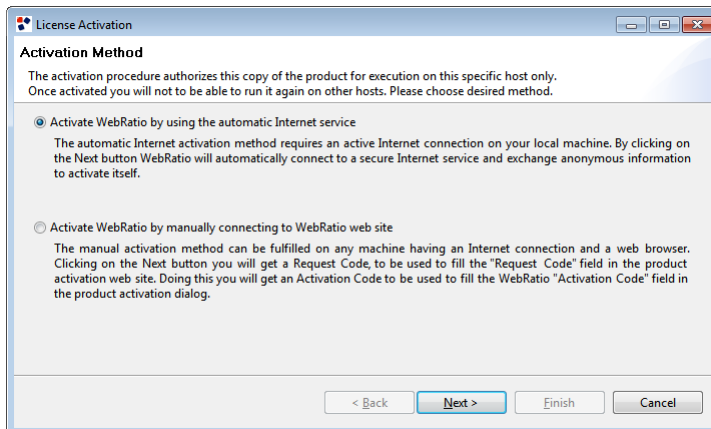 License Activation
Activation Method
The activation procedure authorizes this copy of the product for execution on this specific host only.
Once activated you will not to be able to run it again on other hosts. Please choose desired method.
Activate WebRatio by using the automatic Internet service
The automatic Internet activation method requires an active Internet connection on your local machine. By clicking on
the Next button WebRatio will automatically connect to a secure Internet service and exchange anonymous information
to activate itself.
Activate WebRatio by manually connecting to WebRatio web site
The manual activation method can be fulfilled on any machine having an Internet connection and a web browser.
Clicking on the Next button you will get a Request Code, to be used to fill the "Request Code" field in the product
activation web site. Doing this you will get an Activation Code to be used to fill the WebRatio "Activation Code" field in
the product activation dialog.
< Back Next > Finish Cancel